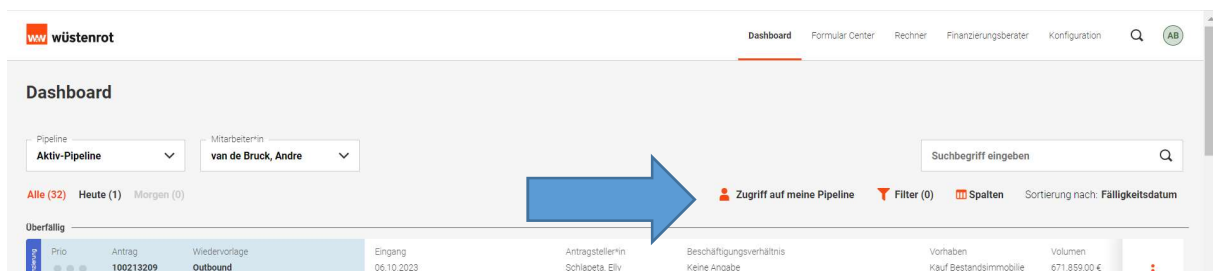 W&W wüstenrot
Dashboard Formular Center Rechner Finanzierungsberater Konfiguration AB
Dashboard
Pipeline Mitarbeiter*in
Aktiv-Pipeline van de Bruck, Andre Suchbegriff eingeben
Alle (32) Heute (1) Morgen (0) Zugriff auf meine Pipeline Filter (0) Spalten Sortierung nach: Fälligkeitsdatum
Überfällig
Prio Antrag Wiedervorlage Eingang Antragsteller*in Beschäftigungsverhältnis Vorhaben Volumen
100213209 Outbound 06.10.2023 Schlapeta, Elly Keine Angabe Kauf Bestandsimmobilie 671.859,00 €